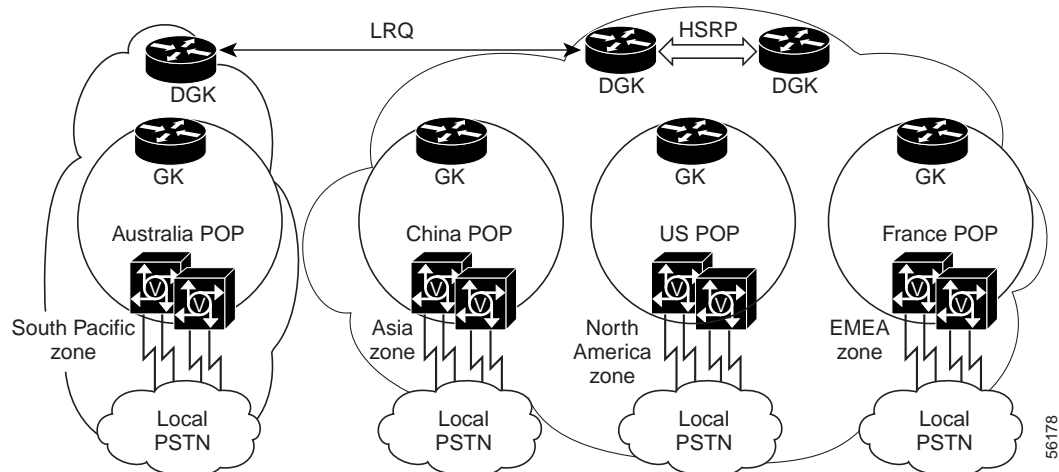 LRQ
HSRP
DGK
DGK
DGK
GK
GK
GK
GK
Australia POP
China POP
US POP
France POP
V
V
V
V
V
V
V
V
South Pacific
zone
Asia
zone
North
America
zone
EMEA
zone
Local
PSTN
Local
PSTN
Local
PSTN
Local
PSTN
56178